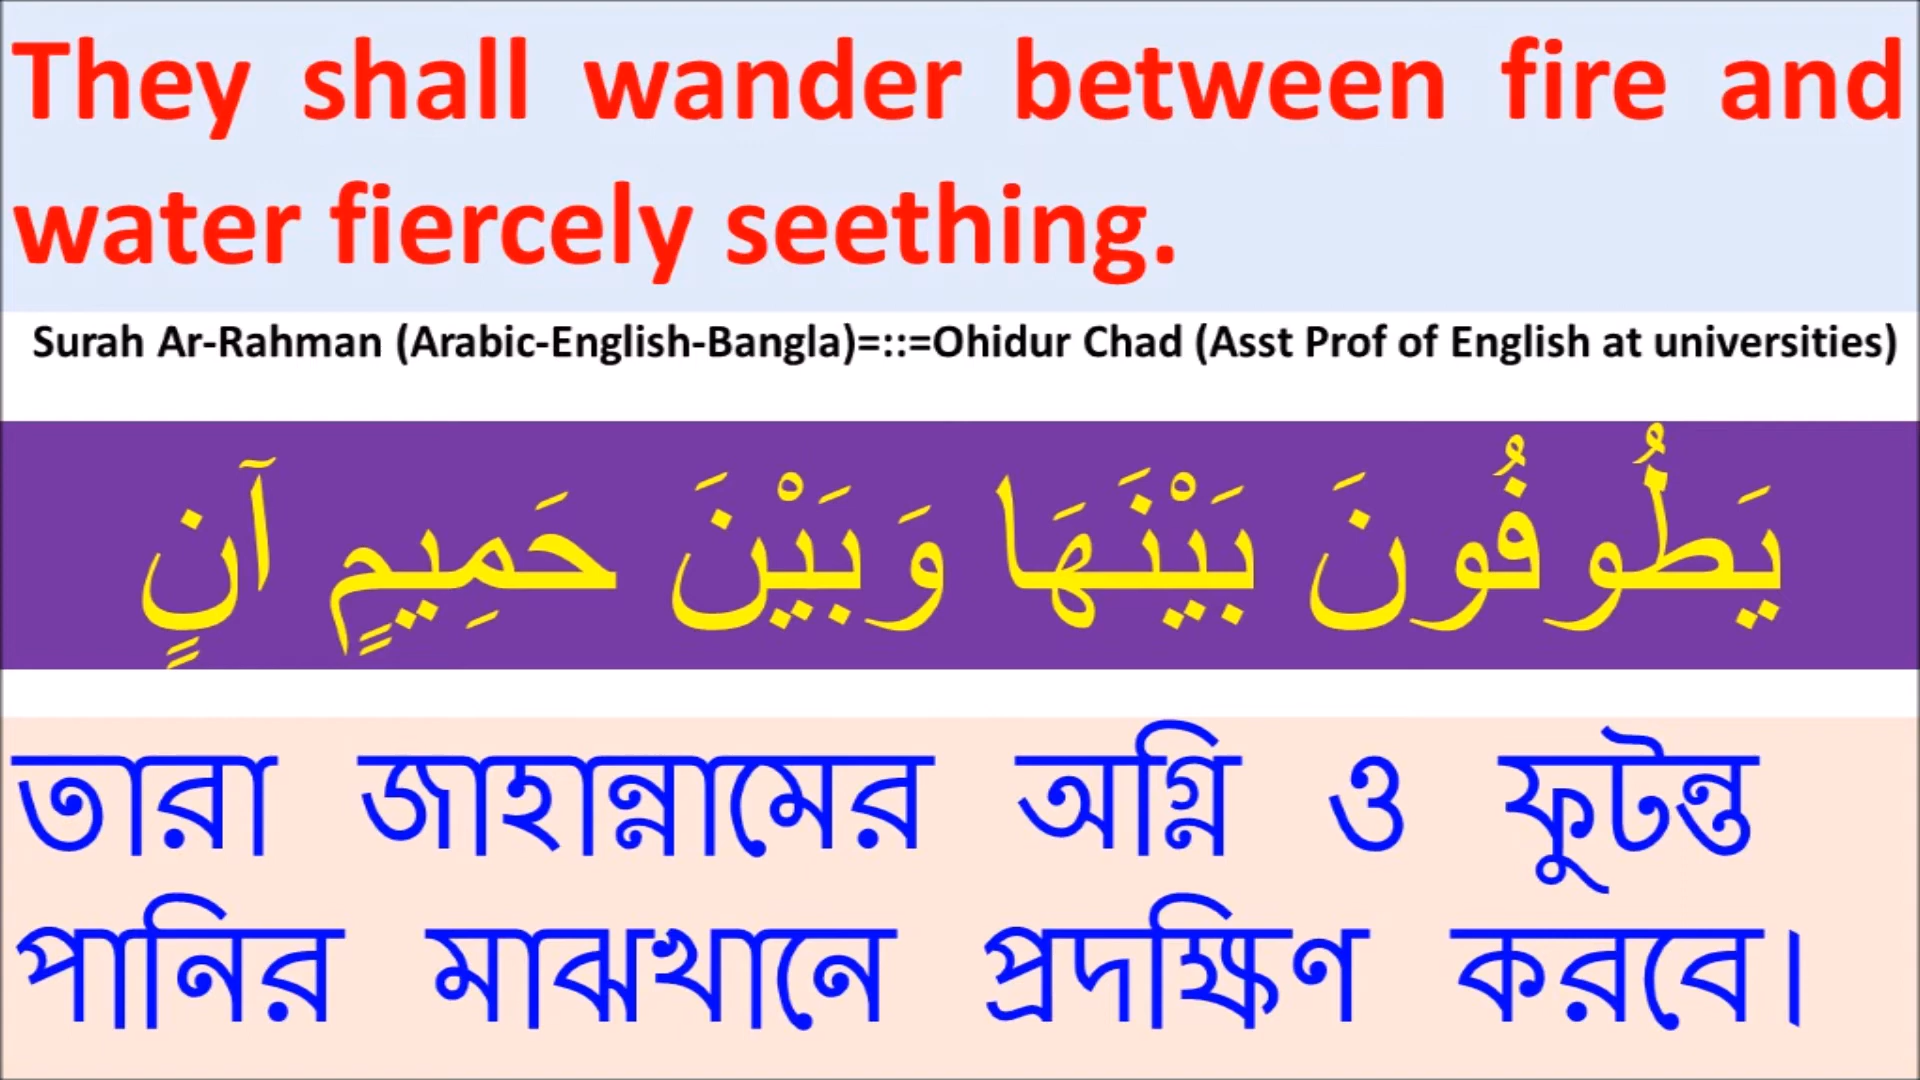 They shall wander between fire and
water fiercely seething.
Surah Ar-Rahman (Arabic-English-Bangla)=::=Ohidur Chad (Asst Prof of English at universities)
يَطُوفُونَ بَيْنَهَا وَبَيْنَ حَمِيمٍ آنٍ
তারা জাহান্নামের অগ্নি ও ফুটন্ত
পানির মাঝখানে প্রদক্ষিণ করবে।